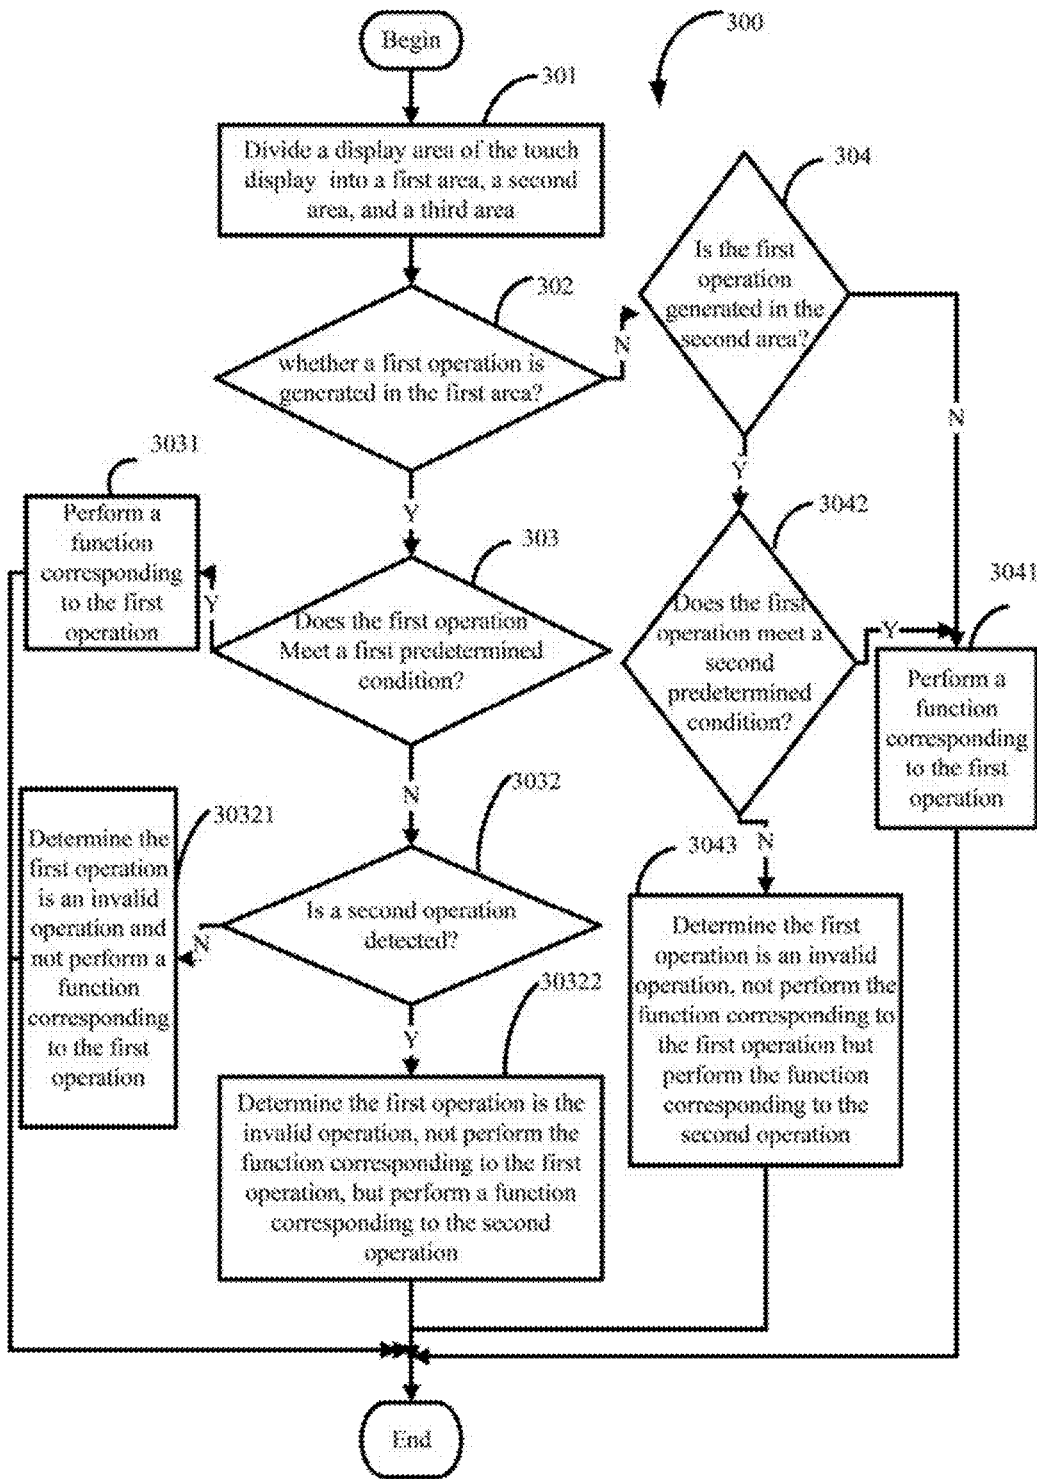 Begin
300
301
Divide a display area of the touch
display into a first area, a second
area, and a third area
304
Is the first
operation
generated in the
second area?
302
whether a first operation is
generated in the first area?
N
N
Y
Y
3031
Perform a
function
corresponding
to the first
operation
Y
303
Does the first operation
Meet a first predetermined
condition?
3042
Does the first
operation meet a
second
predetermined
condition?
Y
3041
Perform a
function
corresponding
to the first
operation
N
N
30321
Determine the
first operation
is an invalid
operation and
not perform a
function
corresponding
to the first
operation
N
3032
Is a second operation
detected?
Y
3043
Determine the first
operation is an invalid
operation, not perform the
function corresponding to
the first operation but
perform the function
corresponding to the
second operation
30322
Determine the first operation is the
invalid operation, not perform the
function corresponding to the first
operation, but perform a function
corresponding to the second
operation
End